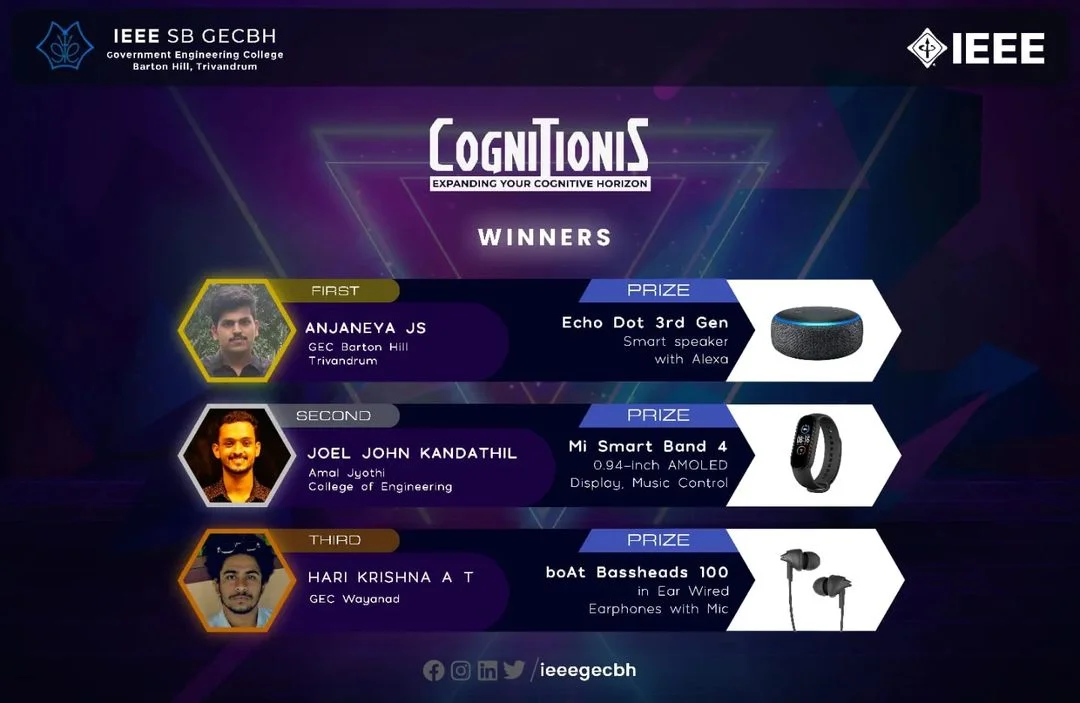 IEEE SB GECBH
Government Engineering College
Barton Hill, Trivandrum
IEEE
COGNITIONIS
EXPANDING YOUR COGNITIVE HORIZON
WINNERS
FIRST
ANJANEYA JS
GEC Barton Hill
Trivandrum
PRIZE
Echo Dot 3rd Gen
Smart speaker
with Alexa
SECOND
JOEL JOHN KANDATHIL
Amal Jyothi
College of Engineering
PRIZE
Mi Smart Band 4
0.94-inch AMOLED
Display, Music Control
THIRD
HARI KRISHNA A T
GEC Wayanad
PRIZE
boAt Bassheads 100
in Ear Wired
Earphones with Mic
/ieeegecbh